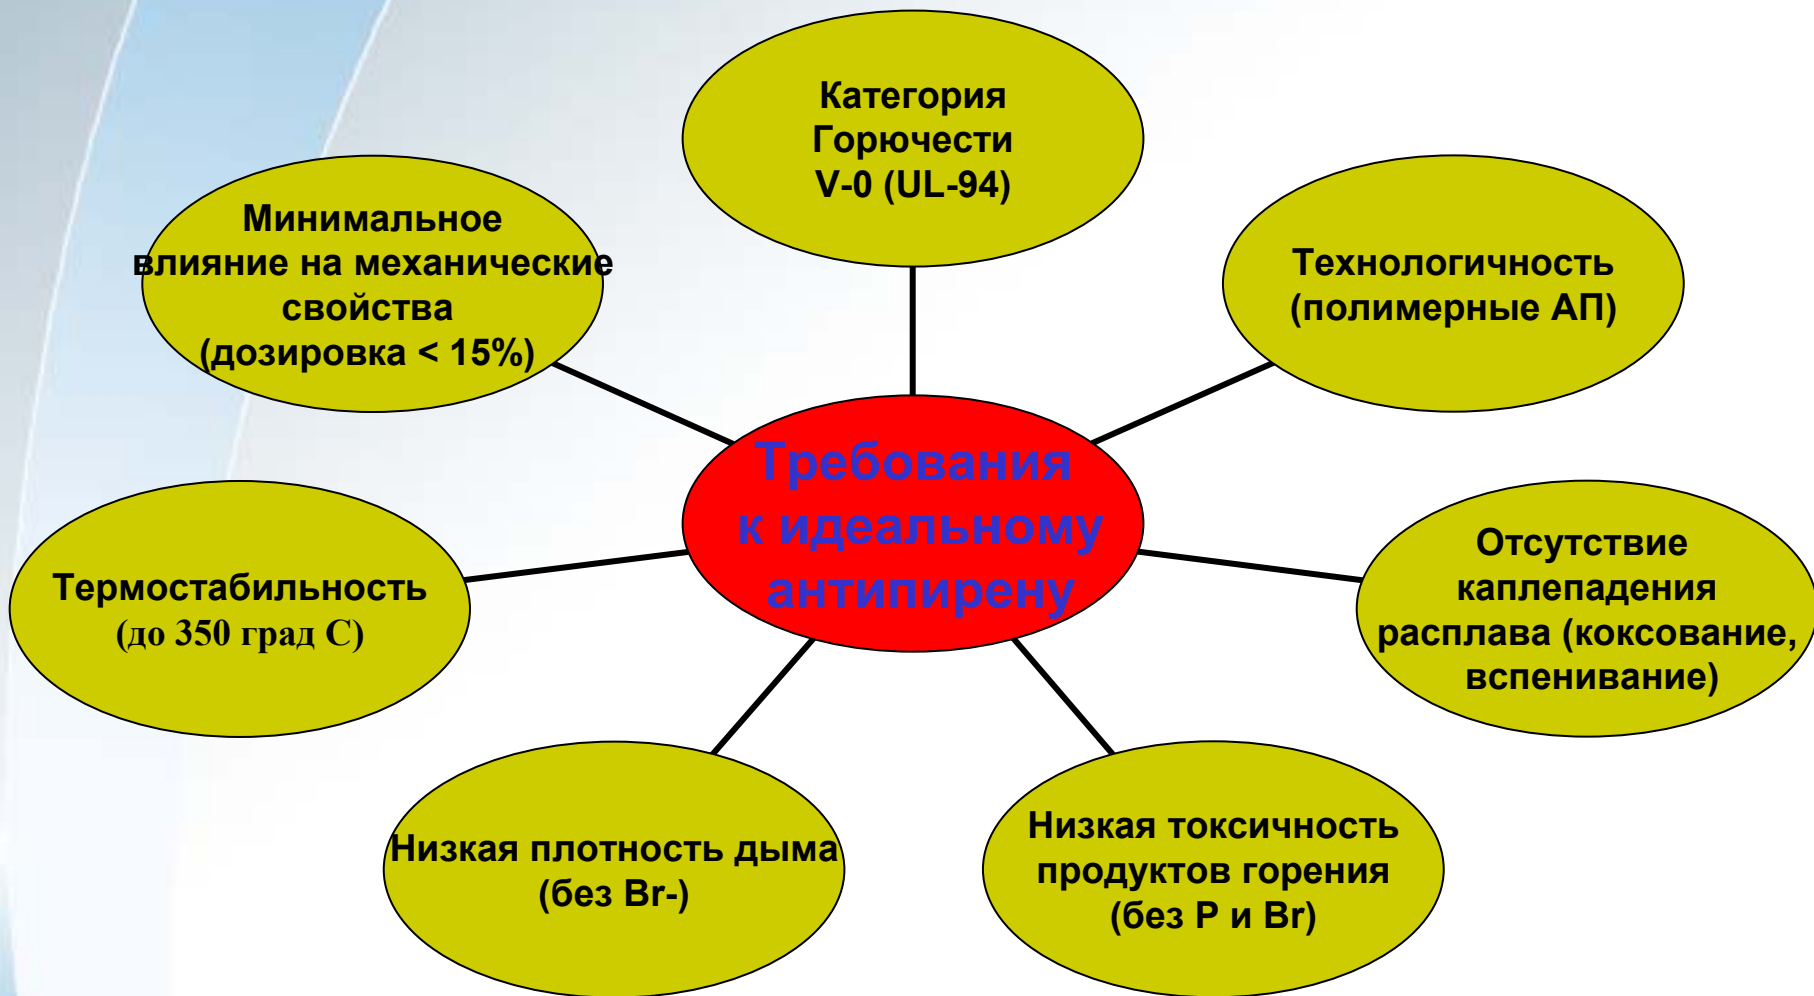 Категория
Горючести
V-0 (UL-94)
Минимальное
влияние на механические
свойства
(дозировка < 15%)
Технологичность
(полимерные АП)
Требования
к идеальному
антипирену
Термостабильность
(до 350 град С)
Отсутствие
каплепадения
расплава (коксование,
вспенивание)
Низкая плотность дыма
(без Br-)
Низкая токсичность
продуктов горения
(без P и Br)